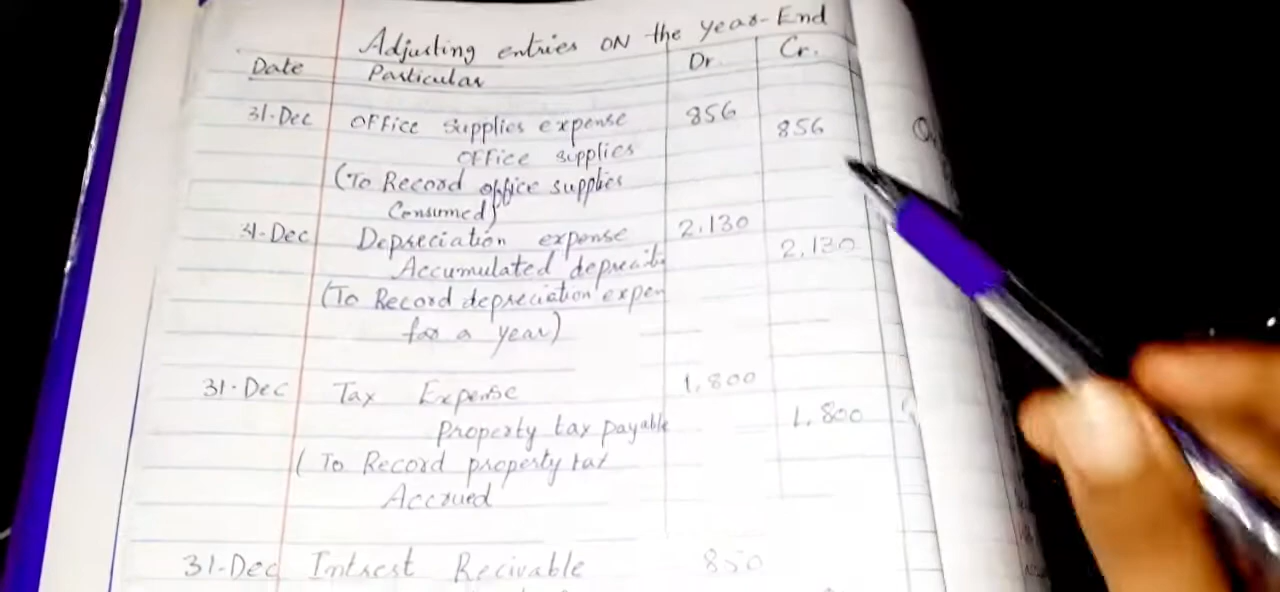 Adjusting entries ON the year-End
Date Particular Dr. Cr.
31-Dec Office supplies expense 856
Office supplies 856
(To Record office supplies
Consumed)
31-Dec Depreciation expense 2,130
Accumulated depreciati 2,130
(To Record depreciation expen
for a year)
31-Dec Tax Expense 1,800
Property tax payable 1,800
(To Record property tax
Accrued
31-Dec Intrest Recivable 850